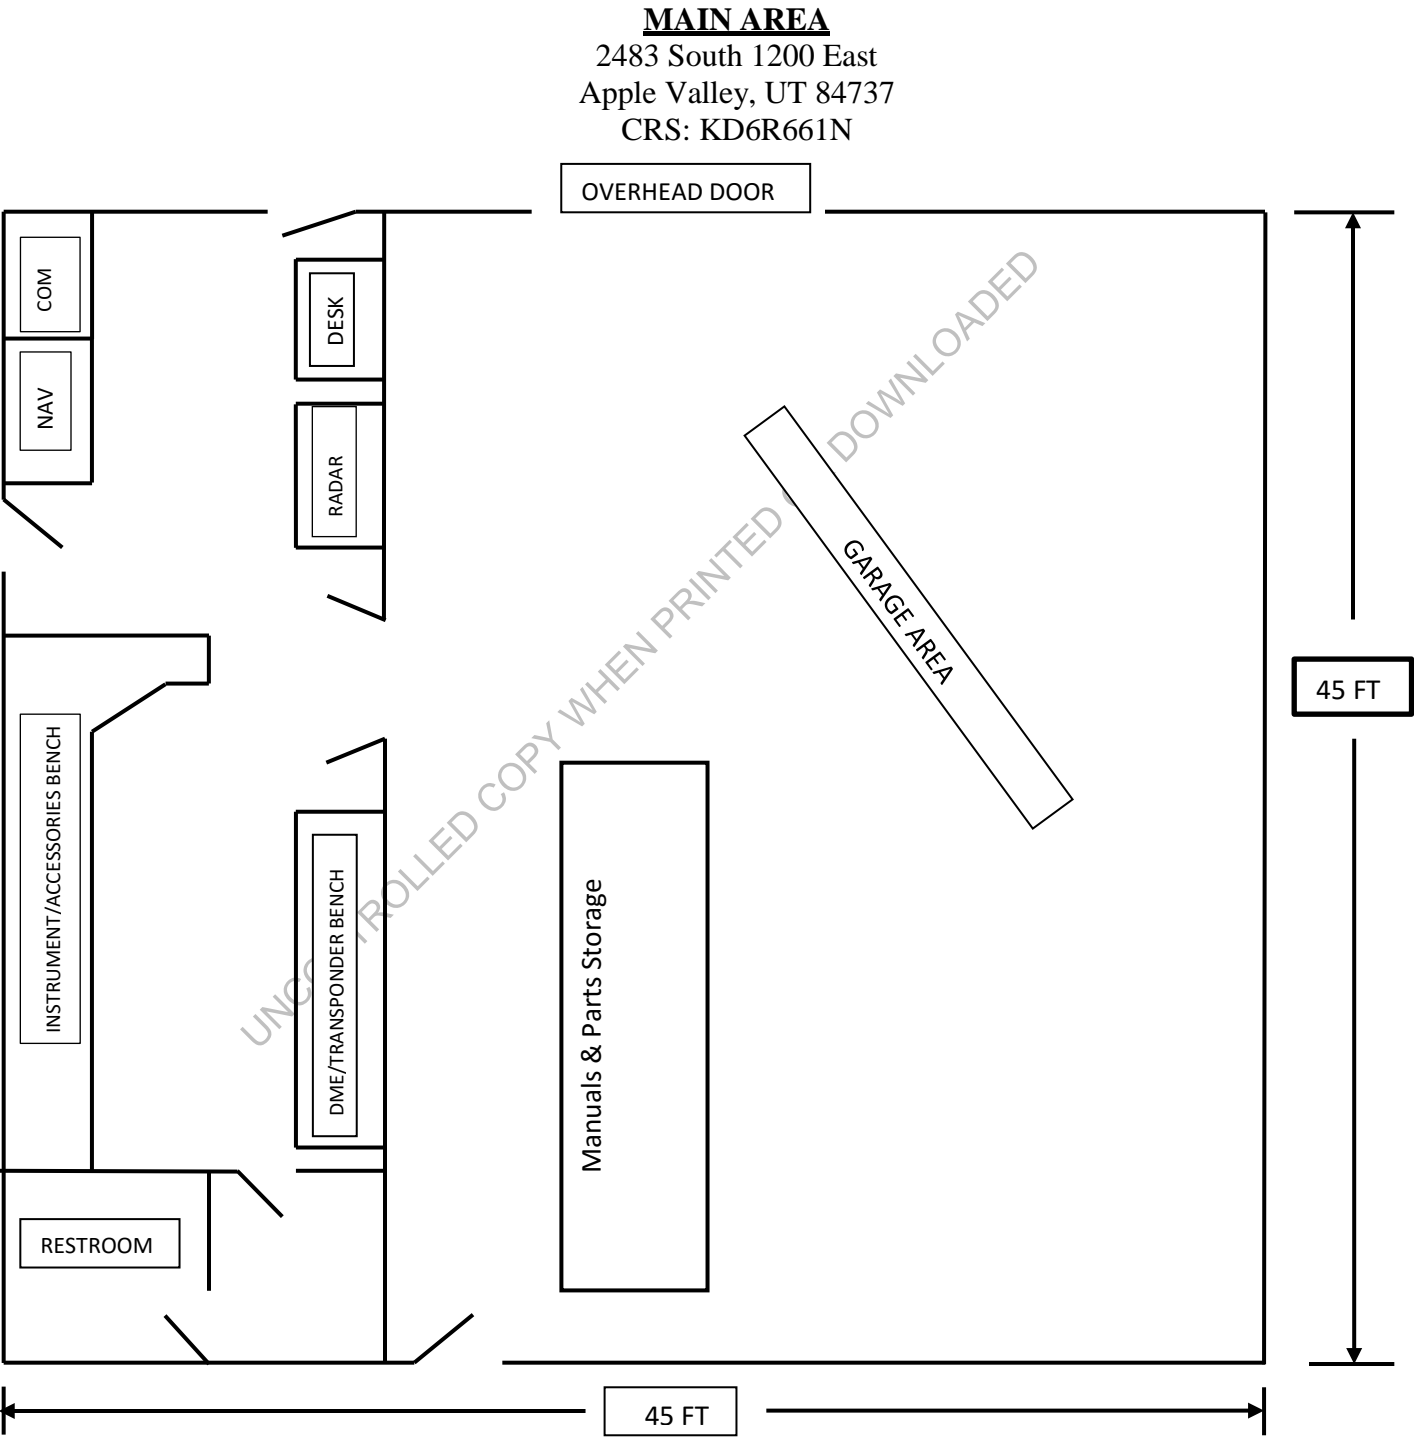 MAIN AREA
2483 South 1200 East
Apple Valley, UT 84737
CRS: KD6R661N
OVERHEAD DOOR
COM
DESK
NAV
RADAR
GARAGE AREA
45 FT
INSTRUMENT/ACCESSORIES BENCH
DME/TRANSPONDER BENCH
Manuals & Parts Storage
RESTROOM
45 FT
COPY WHEN PRINTED DOWNLOADED